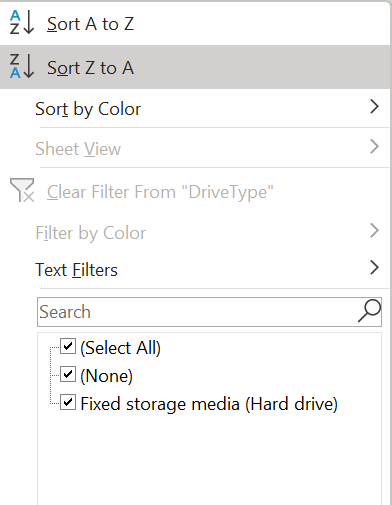 Sort A to Z
Sort Z to A
Sort by Color
Sheet View
Clear Filter From "DriveType"
Filter by Color
Text Filters
Search
(Select All)
(None)
Fixed storage media (Hard drive)